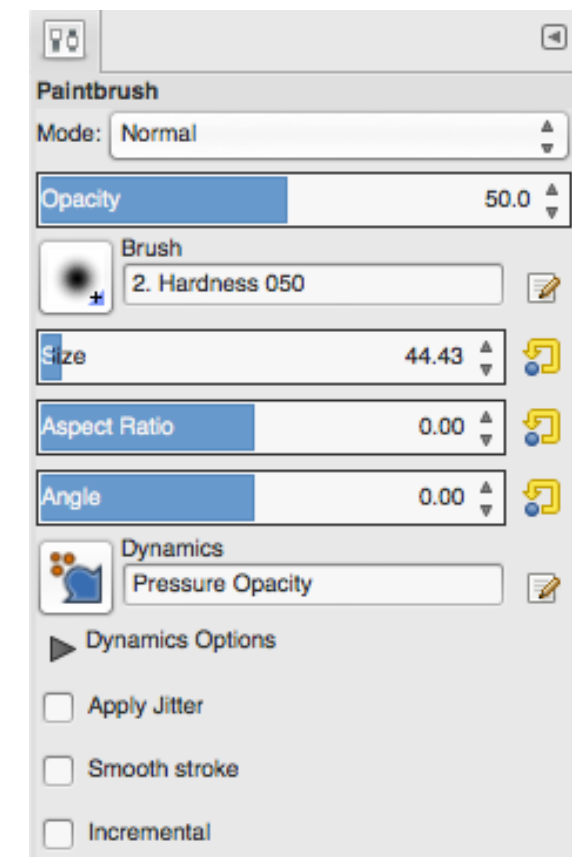 Paintbrush
Mode: Normal
Opacity 50.0
Brush
2. Hardness 050
Size 44.43
Aspect Ratio 0.00
Angle 0.00
Dynamics
Pressure Opacity
Dynamics Options
Apply Jitter
Smooth stroke
Incremental